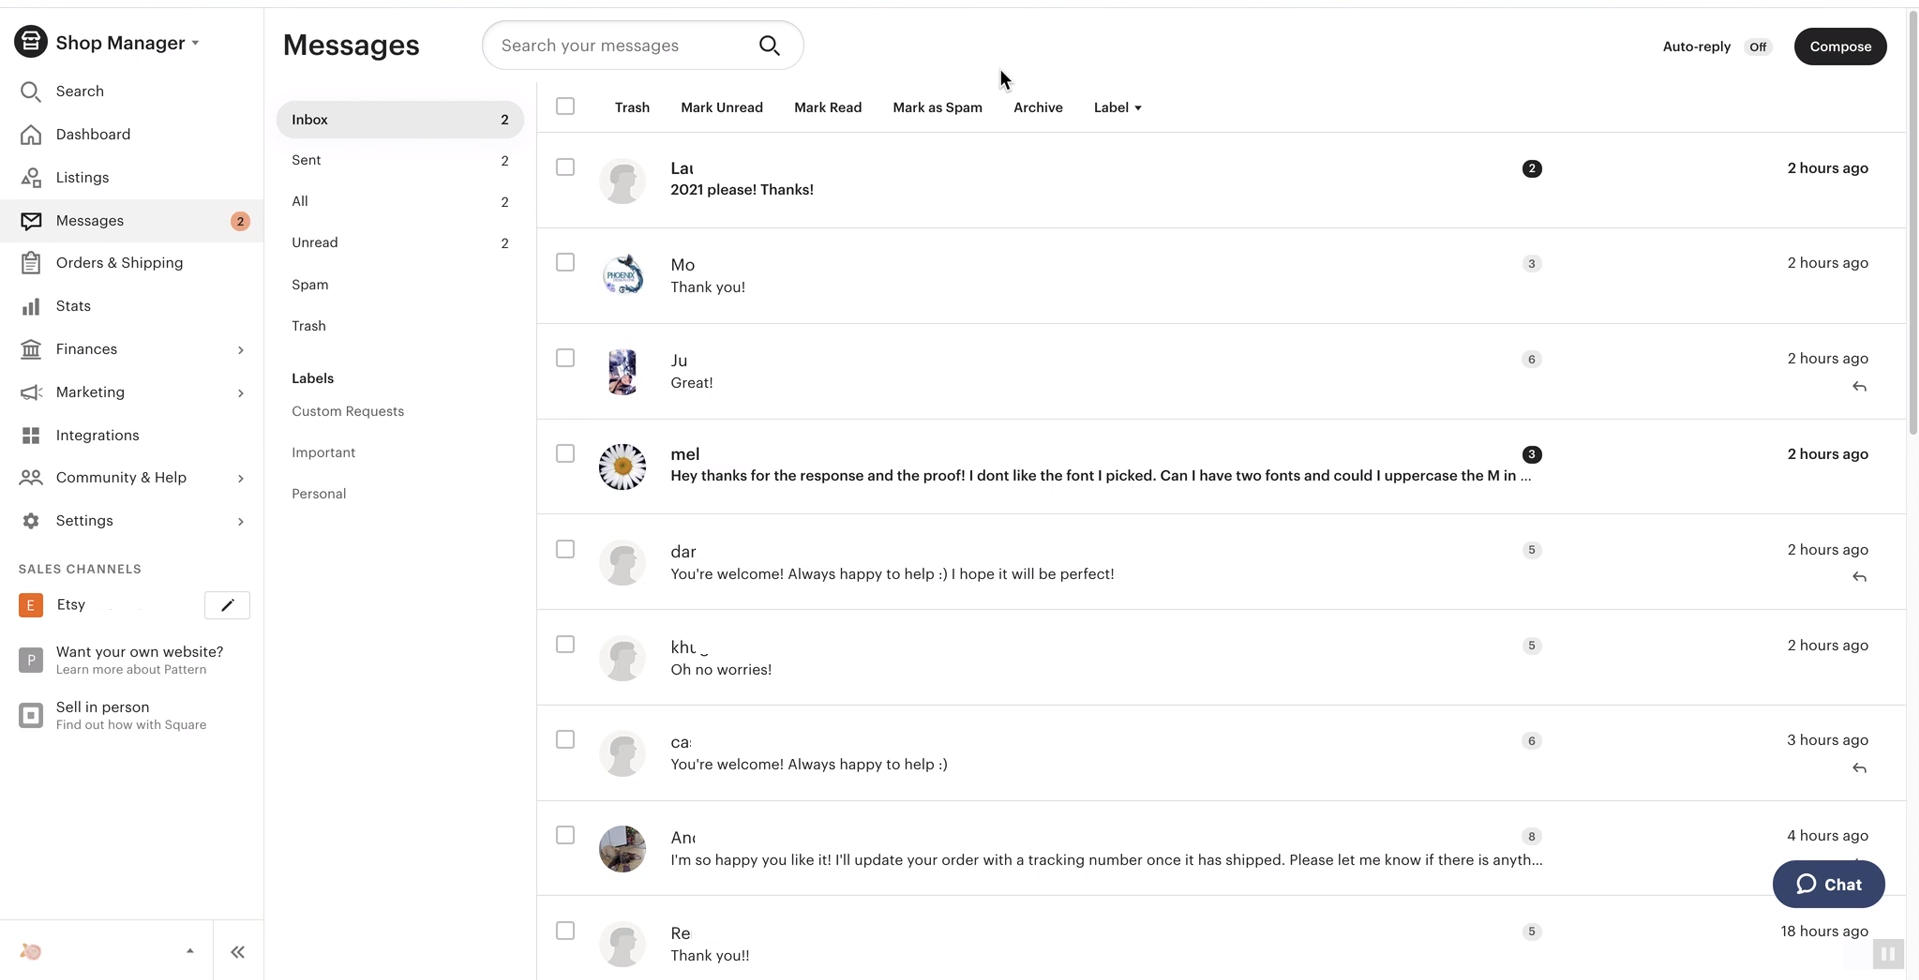 Shop Manager
Search
Dashboard
Listings
Messages 2
Orders & Shipping
Stats
Finances
Marketing
Integrations
Community & Help
Settings
SALES CHANNELS
E Etsy
P Want your own website?
Learn more about Pattern
Sell in person
Find out how with Square
Messages
Search your messages
Auto-reply Off Compose
Inbox 2
Sent 2
All 2
Unread 2
Spam
Trash
Labels
Custom Requests
Important
Personal
Trash Mark Unread Mark Read Mark as Spam Archive Label
Lau 2 2 hours ago
2021 please! Thanks!
PHOENIX
Mo 3 2 hours ago
Thank you!
Ju 6 2 hours ago
Great!
mel 3 2 hours ago
Hey thanks for the response and the proof! I dont like the font I picked. Can I have two fonts and could I uppercase the M in ...
dar 5 2 hours ago
You're welcome! Always happy to help :) I hope it will be perfect!
khu 5 2 hours ago
Oh no worries!
ca 6 3 hours ago
You're welcome! Always happy to help :)
An 8 4 hours ago
I'm so happy you like it! I'll update your order with a tracking number once it has shipped. Please let me know if there is anyth...
Chat
Re 5 18 hours ago
Thank you!!